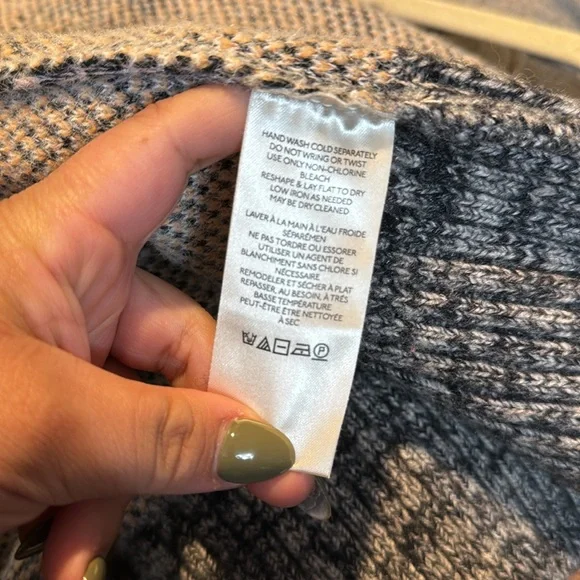 HAND WASH COLD SEPARATELY
DO NOT WRING OR TWIST
USE ONLY NON-CHLORINE
BLEACH
RESHAPE & LAY FLAT TO DRY
LOW IRON AS NEEDED
MAY BE DRY CLEANED
LAVER À LA MAIN À L'EAU FROIDE
SÉPARÉMEN
NE PAS TORDRE OU ESSORER
UTILISER UN AGENT DE
BLANCHIMENT SANS CHLORE SI
NÉCESSAIRE
REMODELER ET SÉCHER À PLAT
REPASSER, AU BESOIN, À TRÈS
BASSE TEMPÉRATURE
PEUT-ÊTRE ÊTRE NETTOYÉE
À SEC
P